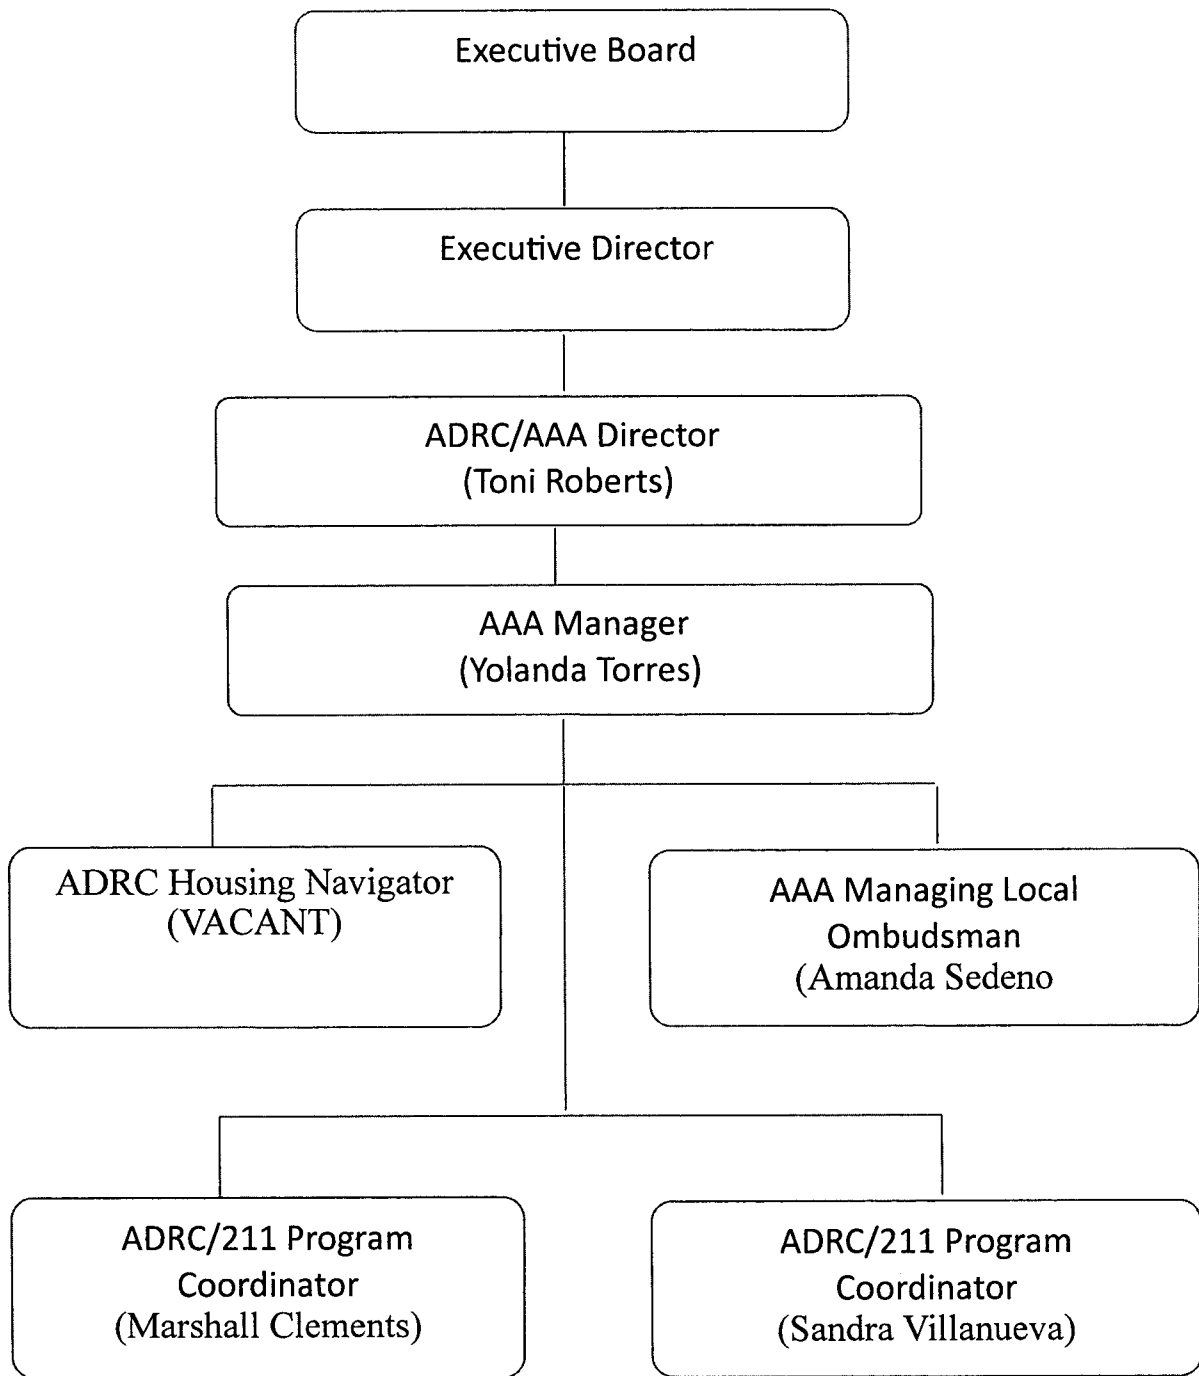 Executive Board
Executive Director
ADRC/AAA Director
(Toni Roberts)
AAA Manager
(Yolanda Torres)
ADRC Housing Navigator
(VACANT)
AAA Managing Local
Ombudsman
(Amanda Sedeno
ADRC/211 Program
Coordinator
(Marshall Clements)
ADRC/211 Program
Coordinator
(Sandra Villanueva)